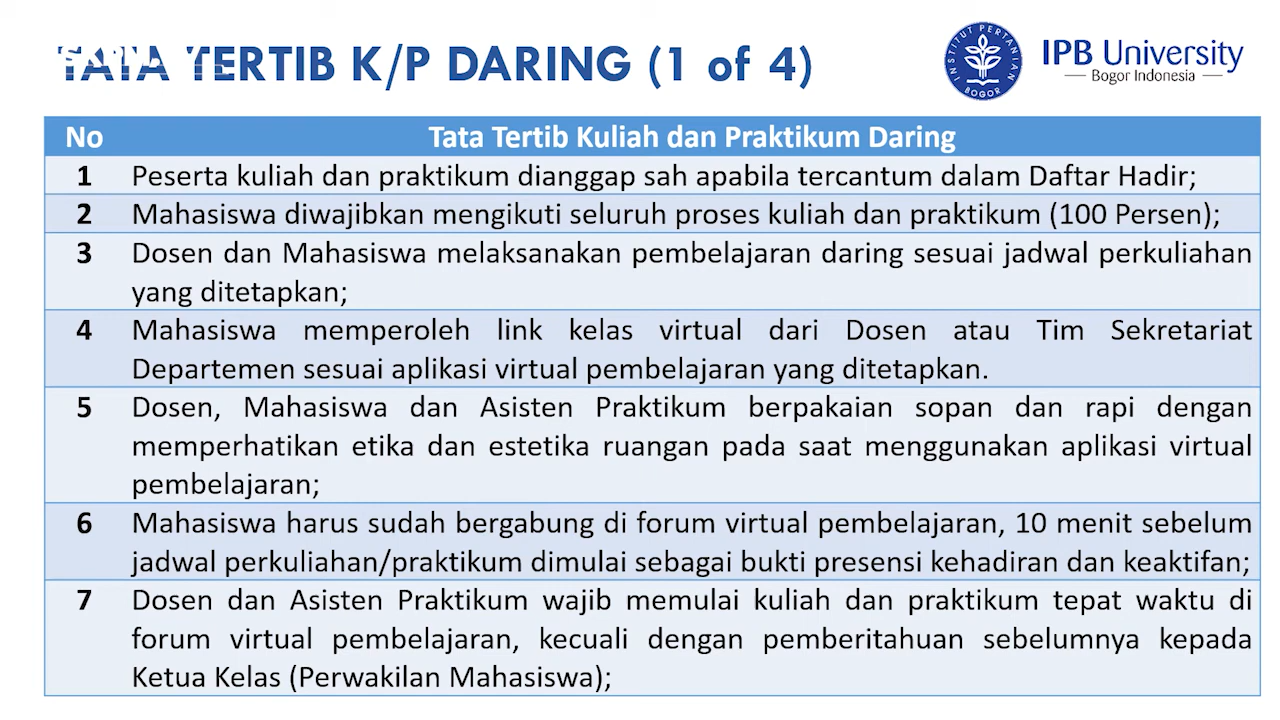 TATA TERTIB K/P DARING (1 of 4)
INSTITUT PERTANIAN
BOGOR
IPB University
Bogor Indonesia
No Tata Tertib Kuliah dan Praktikum Daring
1 Peserta kuliah dan praktikum dianggap sah apabila tercantum dalam Daftar Hadir;
2 Mahasiswa diwajibkan mengikuti seluruh proses kuliah dan praktikum (100 Persen);
3 Dosen dan Mahasiswa melaksanakan pembelajaran daring sesuai jadwal perkuliahan
yang ditetapkan;
4 Mahasiswa memperoleh link kelas virtual dari Dosen atau Tim Sekretariat
Departemen sesuai aplikasi virtual pembelajaran yang ditetapkan.
5 Dosen, Mahasiswa dan Asisten Praktikum berpakaian sopan dan rapi dengan
memperhatikan etika dan estetika ruangan pada saat menggunakan aplikasi virtual
pembelajaran;
6 Mahasiswa harus sudah bergabung di forum virtual pembelajaran, 10 menit sebelum
jadwal perkuliahan/praktikum dimulai sebagai bukti presensi kehadiran dan keaktifan;
7 Dosen dan Asisten Praktikum wajib memulai kuliah dan praktikum tepat waktu di
forum virtual pembelajaran, kecuali dengan pemberitahuan sebelumnya kepada
Ketua Kelas (Perwakilan Mahasiswa);